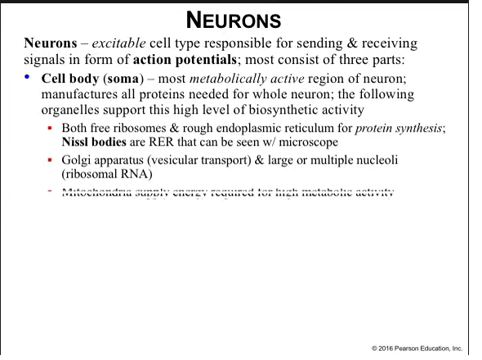 NEURONS
Neurons – excitable cell type responsible for sending & receiving
signals in form of action potentials; most consist of three parts:
• Cell body (soma) – most metabolically active region of neuron;
manufactures all proteins needed for whole neuron; the following
organelles support this high level of biosynthetic activity
▪ Both free ribosomes & rough endoplasmic reticulum for protein synthesis;
Nissl bodies are RER that can be seen w/ microscope
▪ Golgi apparatus (vesicular transport) & large or multiple nucleoli
(ribosomal RNA)
Mitochondria supply energy required for high metabolic activity
© 2016 Pearson Education, Inc.